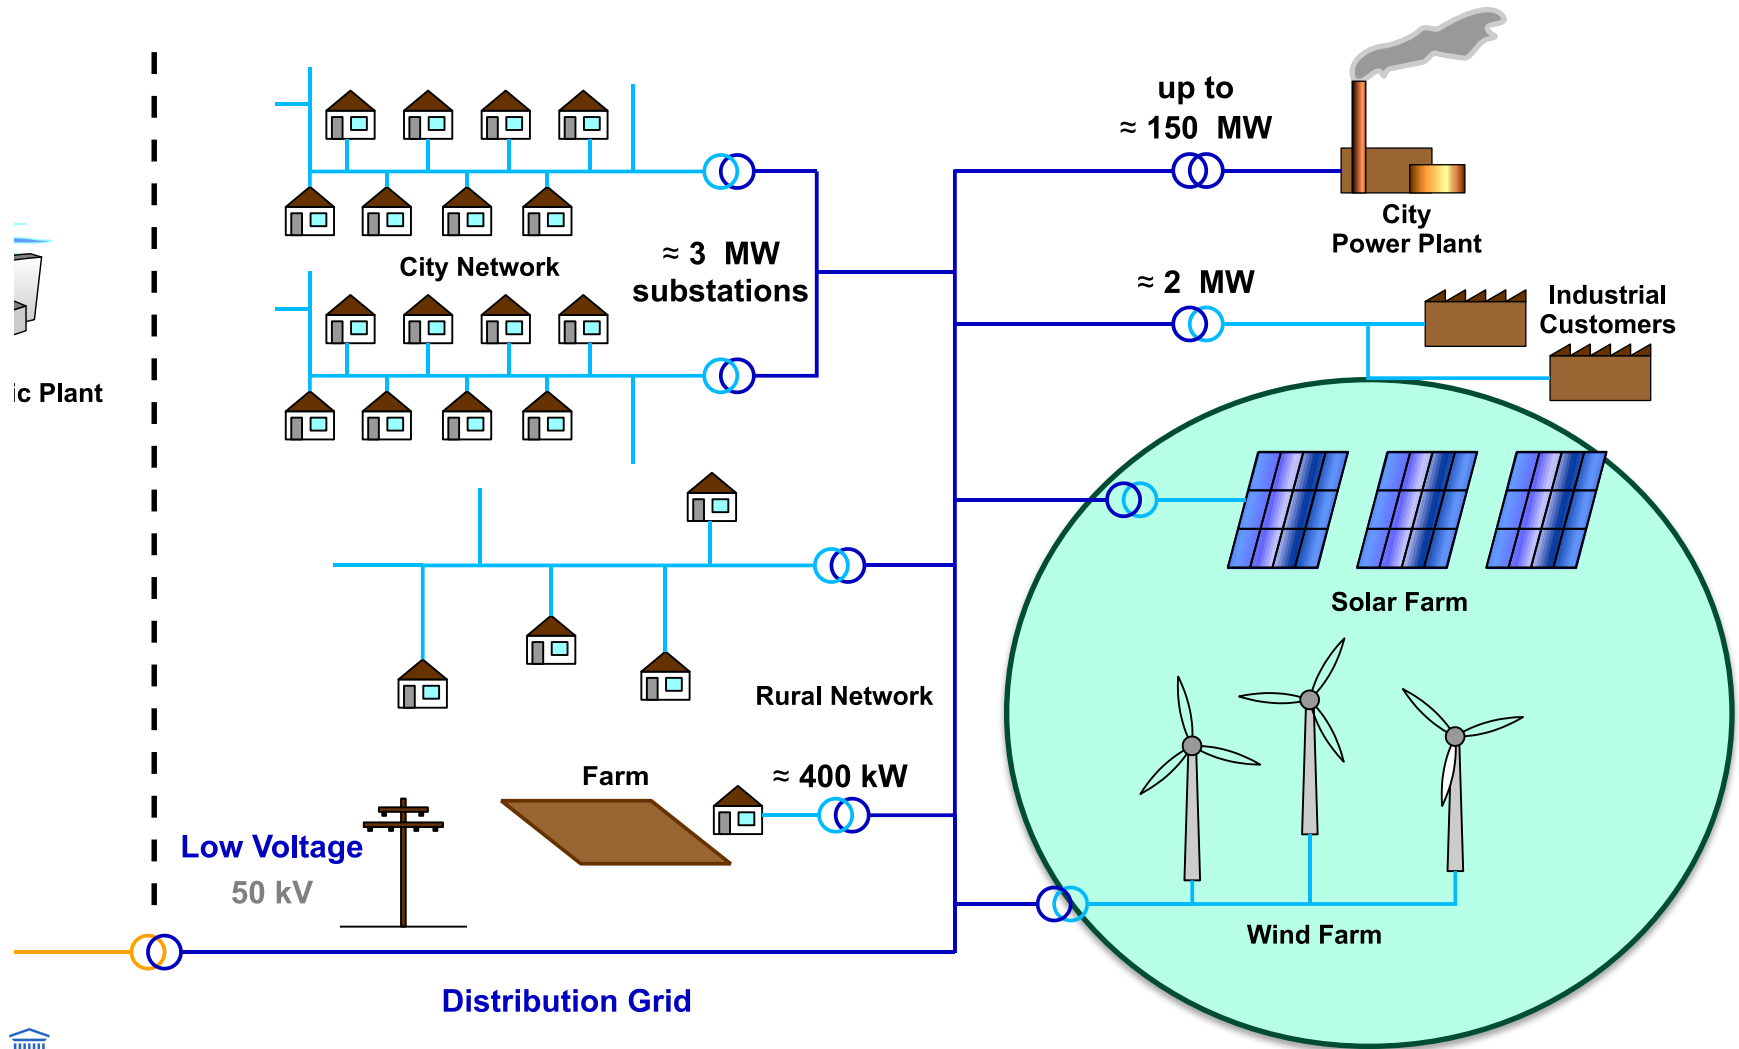 up to
≈ 150 MW
City
Power Plant
City Network
≈ 3 MW
substations
≈ 2 MW
Industrial
Customers
ic Plant
Solar Farm
Rural Network
Farm
≈ 400 kW
Low Voltage
50 kV
Wind Farm
Distribution Grid